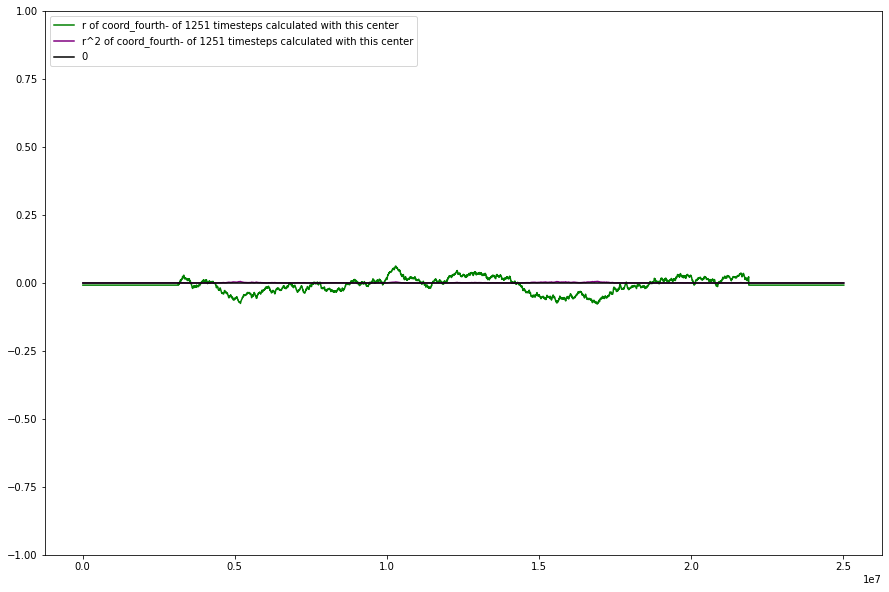 r of coord_fourth- of 1251 timesteps calculated with this center
r^2 of coord_fourth- of 1251 timesteps calculated with this center
0
1.00
0.75
0.50
0.25
0.00
−0.25
−0.50
−0.75
−1.00
0.0 0.5 1.0 1.5 2.0 2.5
1e7